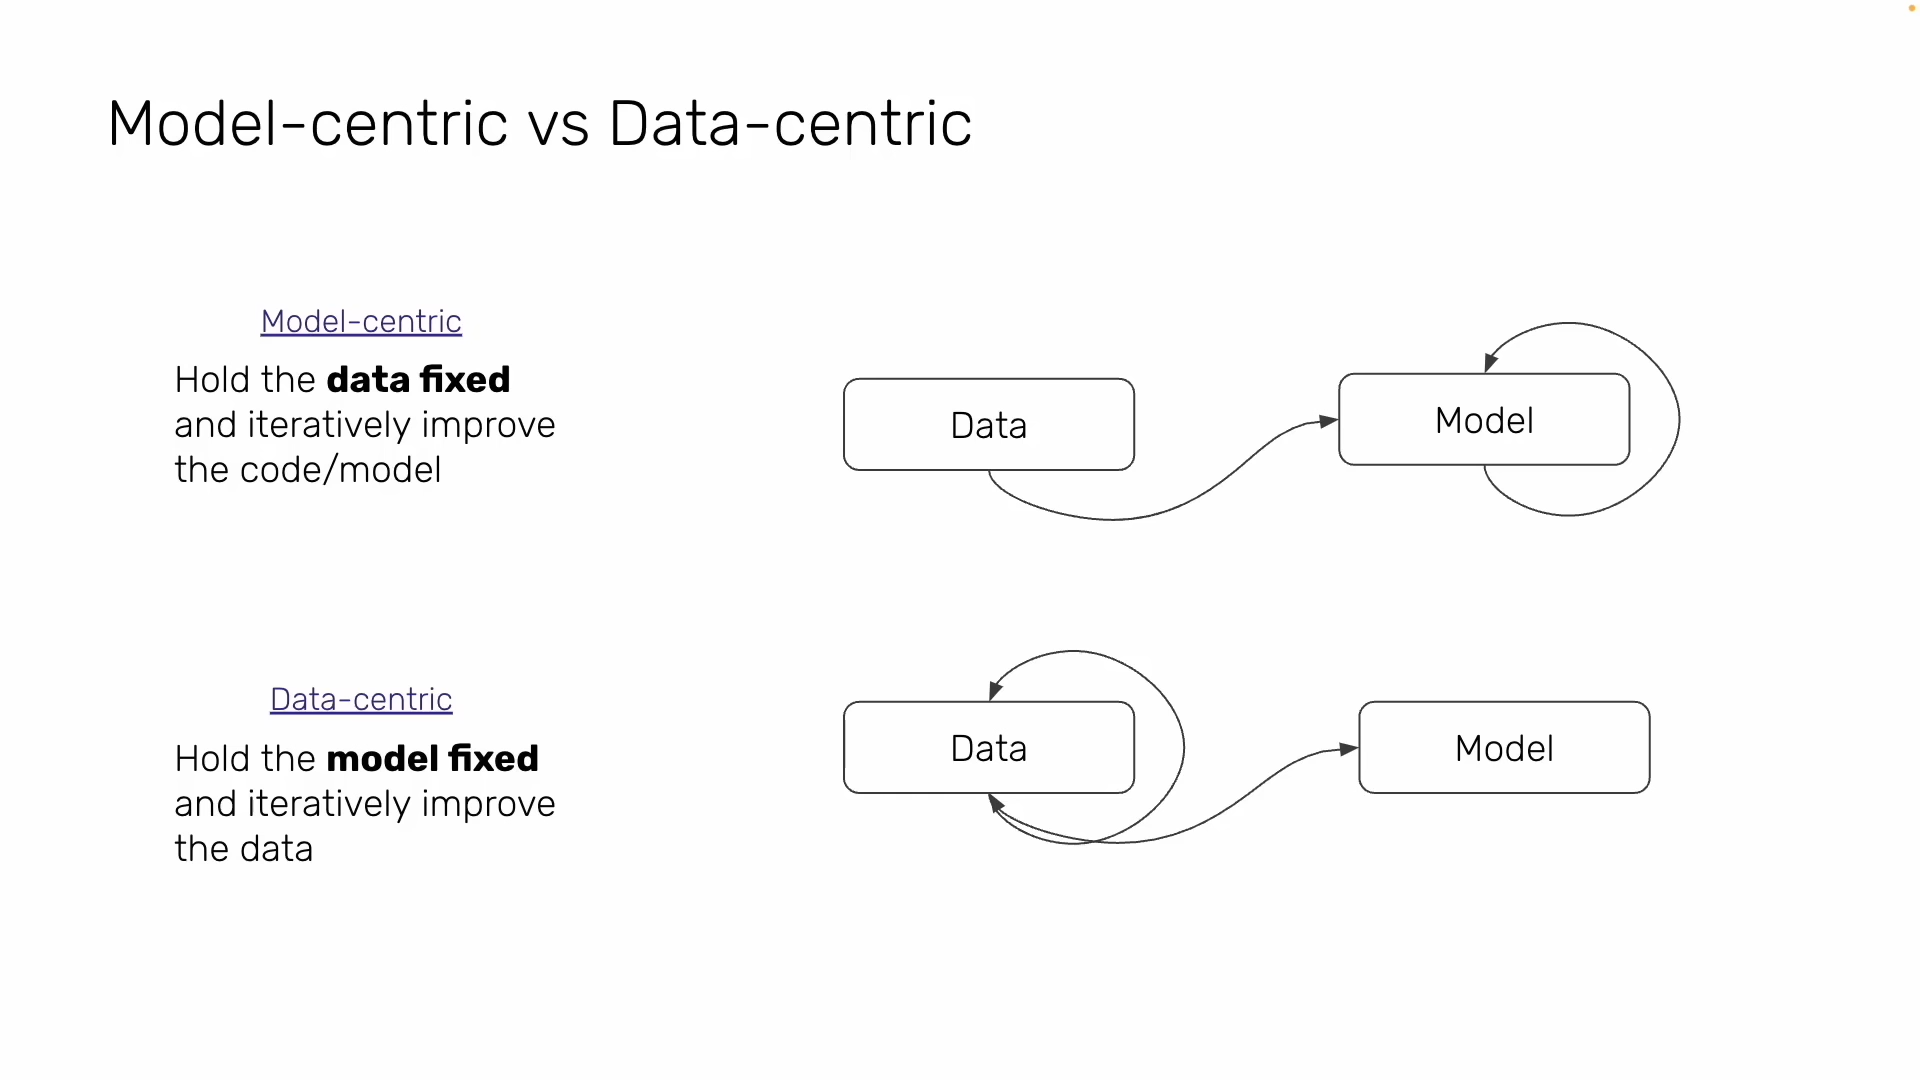 Model-centric vs Data-centric
Model-centric
Hold the data fixed
and iteratively improve
the code/model
Data
Model
Data-centric
Hold the model fixed
and iteratively improve
the data
Data
Model